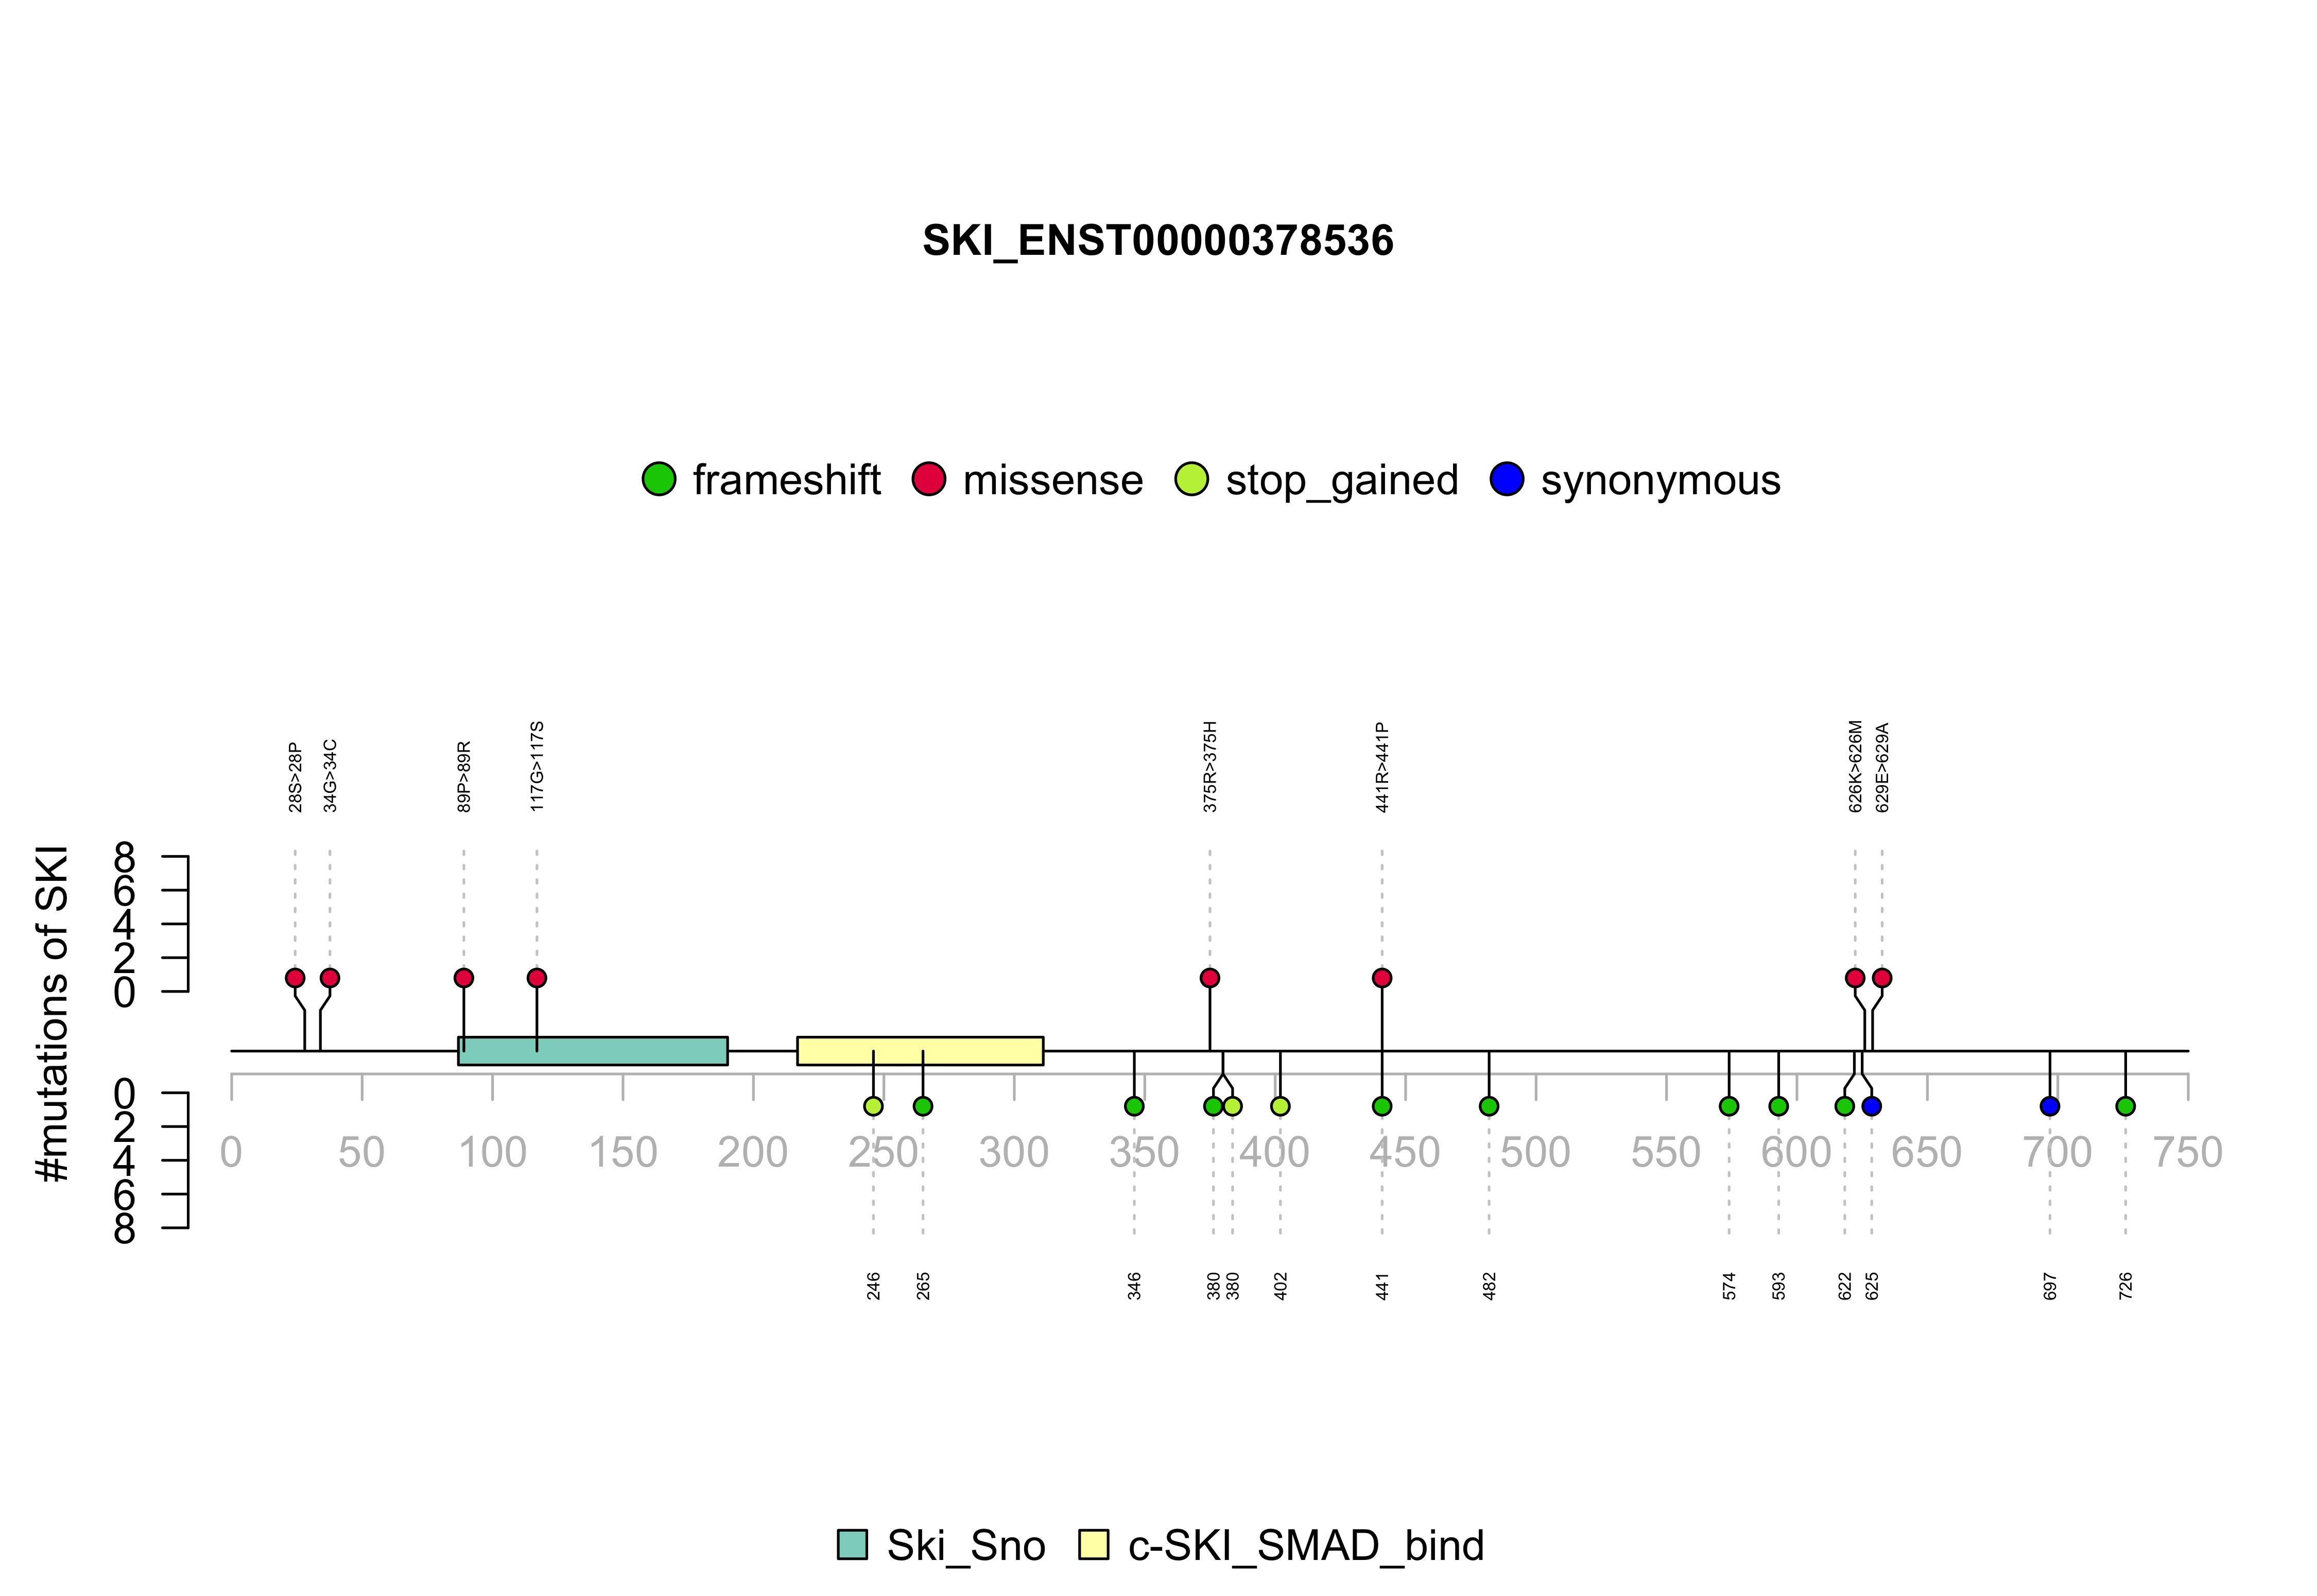 SKI_ENST00000378536
frameshift missense stop_gained synonymous
28S>28P 34G>34C 89P>89R 117G>117S 375R>375H 441R>441P 626K>626M 629E>629A
#mutations of SKI
8
6
4
2
0
0
2
4
6
8
0 50 100 150 200 250 300 350 400 450 500 550 600 650 700 750
246 265 346 380 380 402 441 482 574 593 622 625 697 726
Ski_Sno c-SKI_SMAD_bind